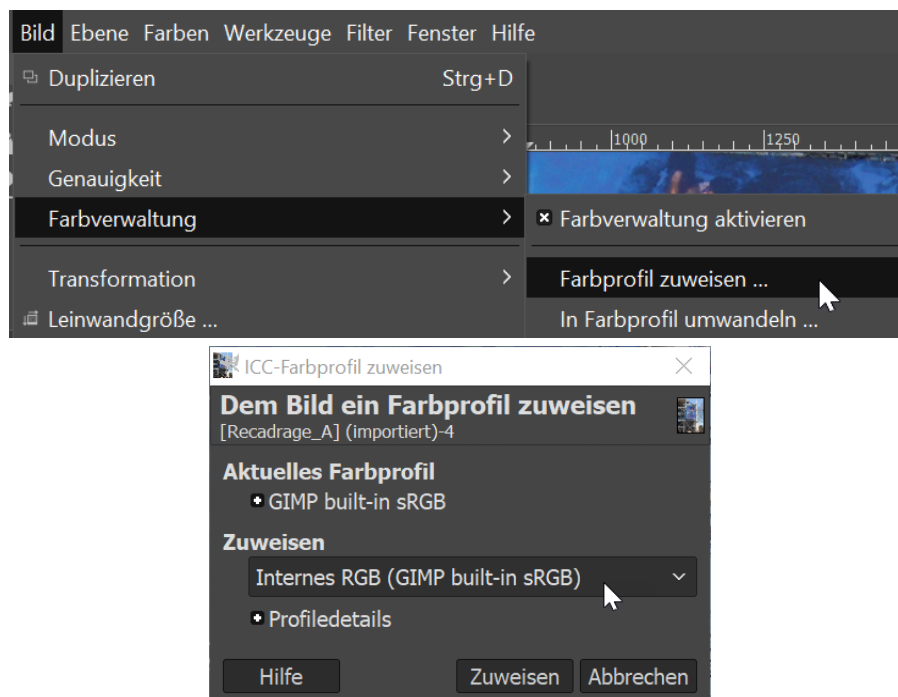 Bild Ebene Farben Werkzeuge Filter Fenster Hilfe
Duplizieren Strg+D
1000 1250
Modus
Genauigkeit
Farbverwaltung
Farbverwaltung aktivieren
Transformation
Farbprofil zuweisen ...
Leinwandgröße ...
In Farbprofil umwandeln ...
ICC-Farbprofil zuweisen
Dem Bild ein Farbprofil zuweisen
[Recadrage_A] (importiert)-4
Aktuelles Farbprofil
GIMP built-in sRGB
Zuweisen
Internes RGB (GIMP built-in sRGB)
Profiledetails
Hilfe Zuweisen Abbrechen